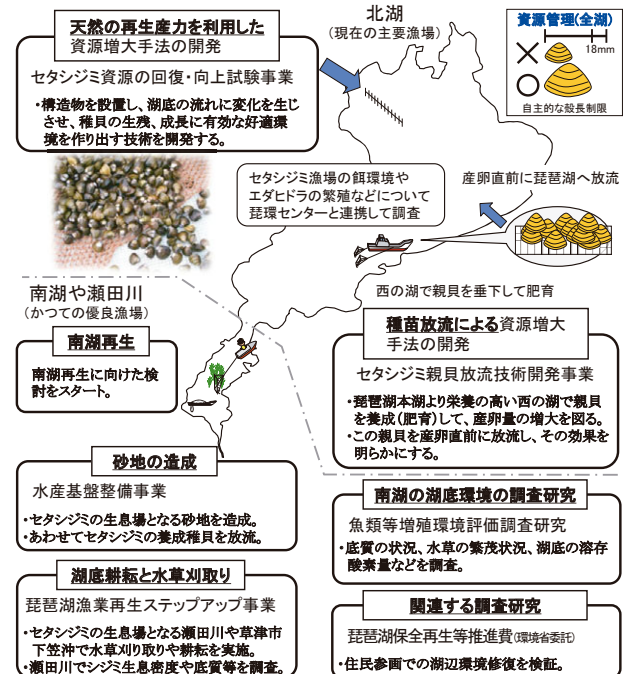 天然の再生産力を利用した
資源増大手法の開発
セタシジミ資源の回復・向上試験事業
・構造物を設置し、湖底の流れに変化を生じ
させ、稚貝の生残、成長に有効な好適環
境を作り出す技術を開発する。
北湖
(現在の主要漁場)
資源管理(全湖)
18mm
自主的な殻長制限
セタシジミ漁場の餌環境や
エダヒドラの繁殖などについて
琵環センターと連携して調査
産卵直前に琵琶湖へ放流
西の湖で親貝を垂下して肥育
南湖や瀬田川
(かつての優良漁場)
南湖再生
南湖再生に向けた検
討をスタート。
種苗放流による資源増大
手法の開発
セタシジミ親貝放流技術開発事業
・琵琶湖本湖より栄養の高い西の湖で親貝
を養成(肥育)して、産卵量の増大を図る。
・この親貝を産卵直前に放流し、その効果を
明らかにする。
砂地の造成
水産基盤整備事業
・セタシジミの生息場となる砂地を造成。
・あわせてセタシジミの養成稚貝を放流。
南湖の湖底環境の調査研究
魚類等増殖環境評価調査研究
・底質の状況、水草の繁茂状況、湖底の溶存
酸素量などを調査。
湖底耕耘と水草刈取り
琵琶湖漁業再生ステップアップ事業
・セタシジミの生息場となる瀬田川や草津市
下笠沖で水草刈り取りや耕耘を実施。
・瀬田川でシジミ生息密度や底質等を調査。
関連する調査研究
琵琶湖保全再生等推進費(環境省委託)
・住民参画での湖辺環境修復を検証。